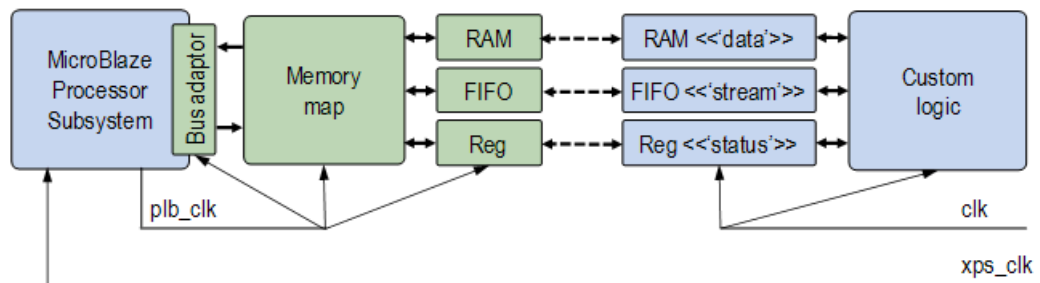 MicroBlaze
Processor
Subsystem
Bus adaptor
Memory
map
RAM
FIFO
Reg
RAM <<‘data’>>
FIFO <<‘stream’>>
Reg <<‘status’>>
Custom
logic
plb_clk
clk
xps_clk